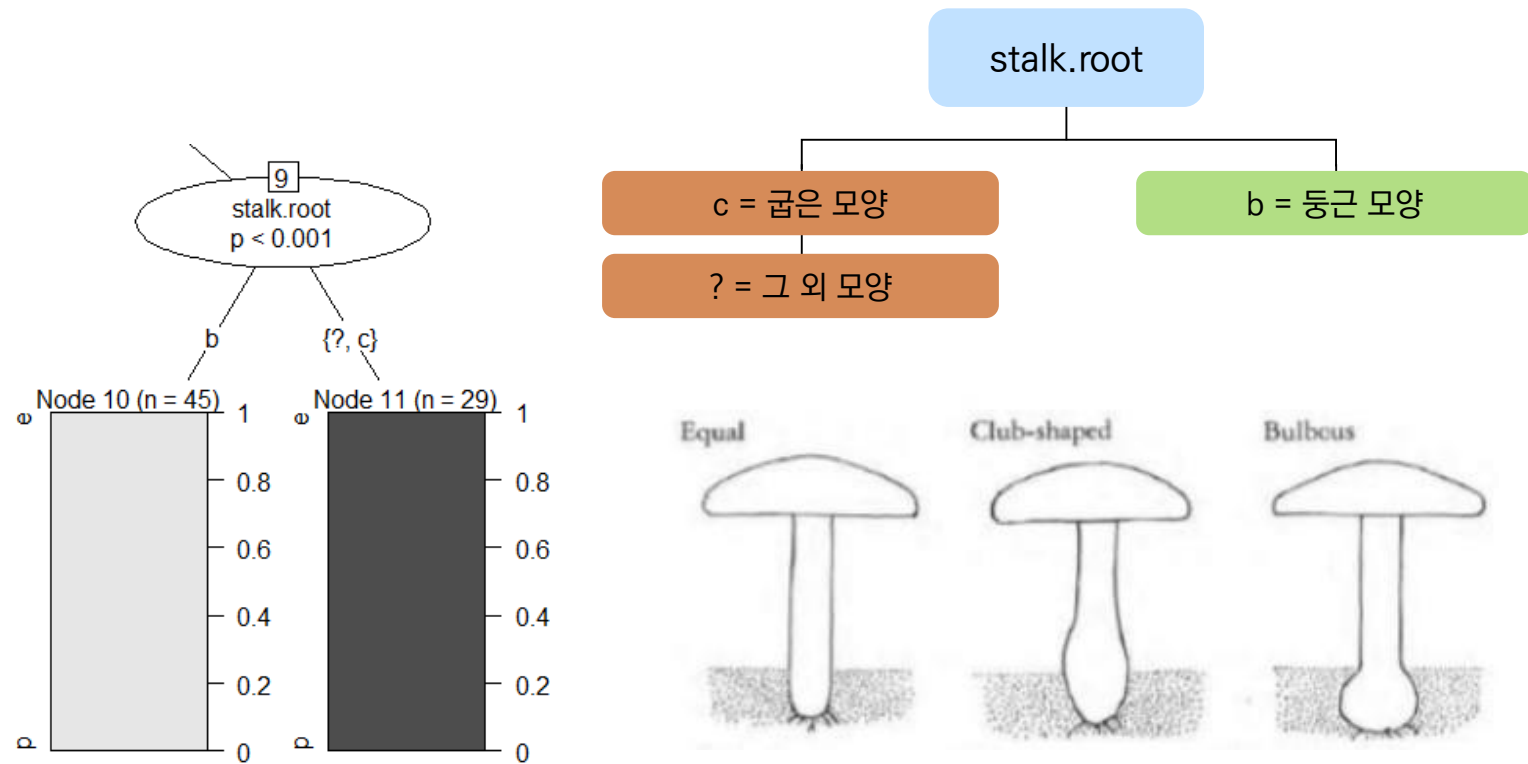 stalk.root
c = 굽은 모양
b = 둥근 모양
? = 그 외 모양
9
stalk.root
p < 0.001
b
{?, c}
Node 10 (n = 45)
Node 11 (n = 29)
e
p
1
0.8
0.6
0.4
0.2
0
e
p
1
0.8
0.6
0.4
0.2
0
Equal
Club-shaped
Bulbous